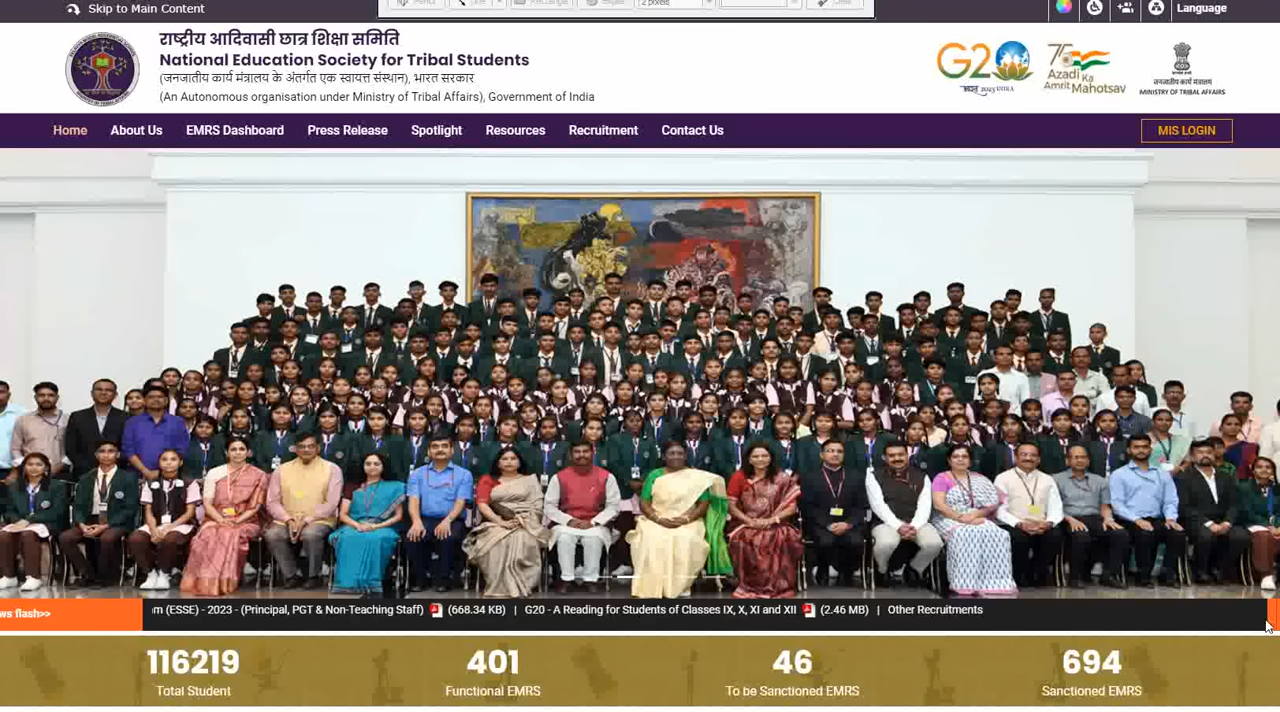 Skip to Main Content
2 pixels
Language
राष्ट्रीय आदिवासी छात्र शिक्षा समिति
National Education Society for Tribal Students
(जनजातीय कार्य मंत्रालय के अंतर्गत एक स्वायत्त संस्थान), भारत सरकार
(An Autonomous organisation under Ministry of Tribal Affairs), Government of India
G20
75
Azadi Ka
Amrit Mahotsav
जनजातीय कार्य मंत्रालय
MINISTRY OF TRIBAL AFFAIRS
Home About Us EMRS Dashboard Press Release Spotlight Resources Recruitment Contact Us MIS LOGIN
ws flash>> m (ESSE) - 2023 - (Principal, PGT & Non-Teaching Staff) (668.34 KB) | G20 - A Reading for Students of Classes IX, X, XI and XII (2.46 MB) | Other Recruitments
116219 401 46 694
Total Student Functional EMRS To be Sanctioned EMRS Sanctioned EMRS